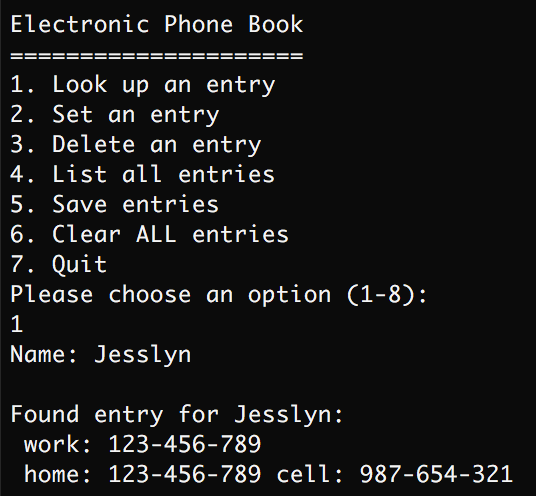 Electronic Phone Book
=====================
1. Look up an entry
2. Set an entry
3. Delete an entry
4. List all entries
5. Save entries
6. Clear ALL entries
7. Quit
Please choose an option (1-8):
1
Name: Jesslyn

Found entry for Jesslyn:
 work: 123-456-789
 home: 123-456-789 cell: 987-654-321